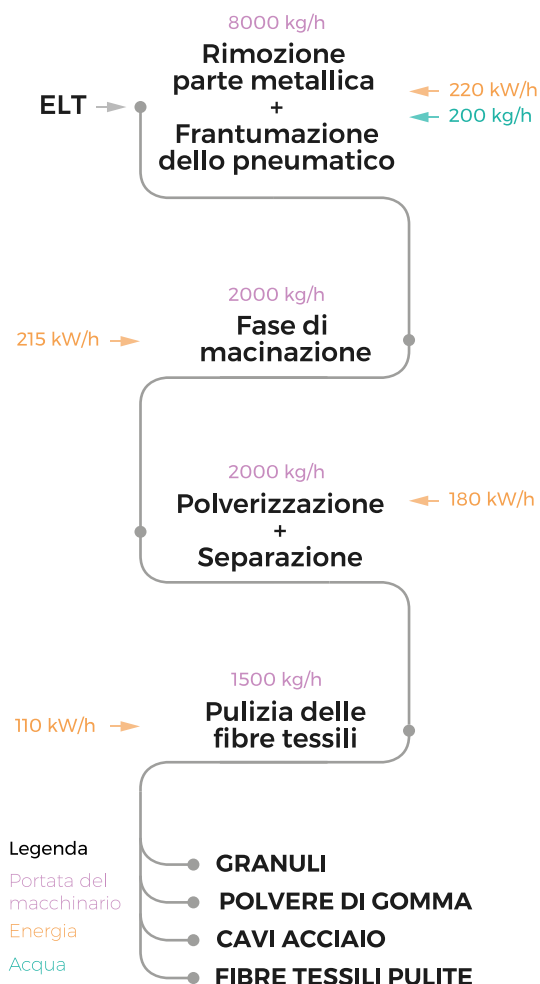 8000 kg/h
Rimozione
parte metallica
+
Frantumazione
dello pneumatico
ELT
220 kW/h
200 kg/h
2000 kg/h
Fase di
macinazione
215 kW/h
2000 kg/h
Polverizzazione
+
Separazione
180 kW/h
1500 kg/h
Pulizia delle
fibre tessili
110 kW/h
Legenda
Portata del
macchinario
Energia
Acqua
GRANULI
POLVERE DI GOMMA
CAVI ACCIAIO
FIBRE TESSILI PULITE